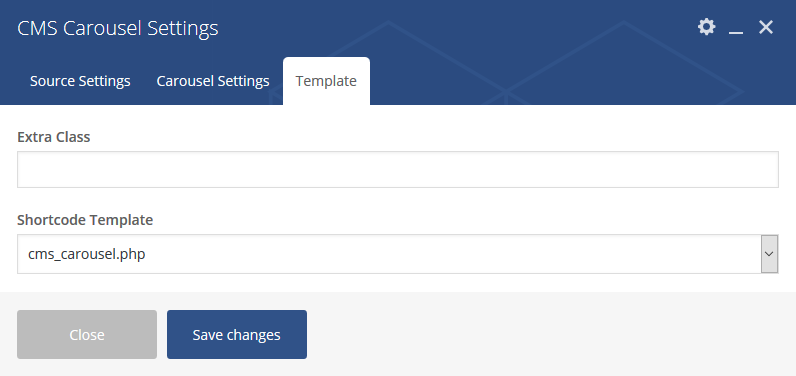 CMS Carousel Settings
Source Settings Carousel Settings Template
Extra Class
Shortcode Template
cms_carousel.php
Close Save changes